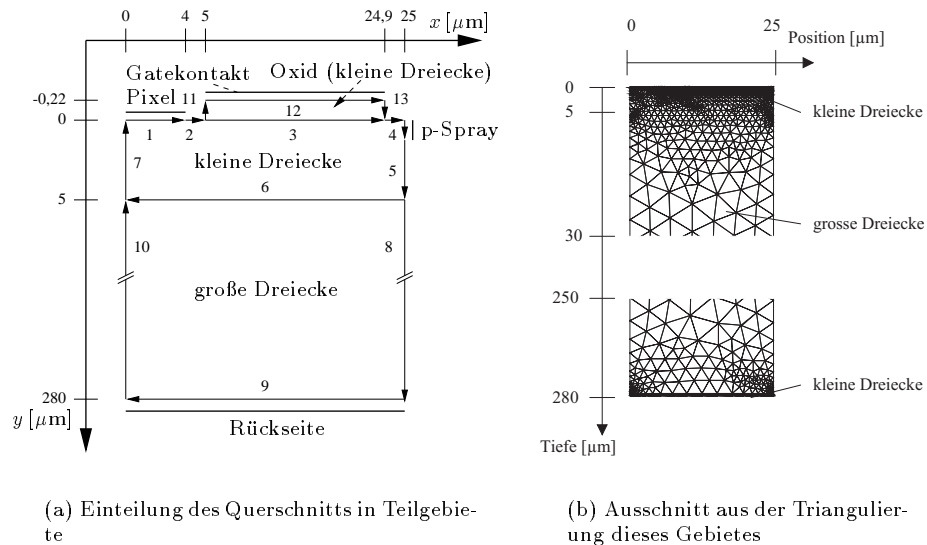 0 4 5 24,9 25
x [µm]
Gatekontakt Oxid (kleine Dreiecke)
Pixel 11 13
-0,22
12
0
1 2 3 4 p-Spray
7 kleine Dreiecke 5
6
5
10 8
große Dreiecke
9
280
y [µm]
Rückseite
(a) Einteilung des Querschnitts in Teilgebie-
te
0 25
Position [µm]
0
kleine Dreiecke
5
grosse Dreiecke
30
250
kleine Dreiecke
280
Tiefe [µm]
(b) Ausschnitt aus der Triangulier-
ung dieses Gebietes